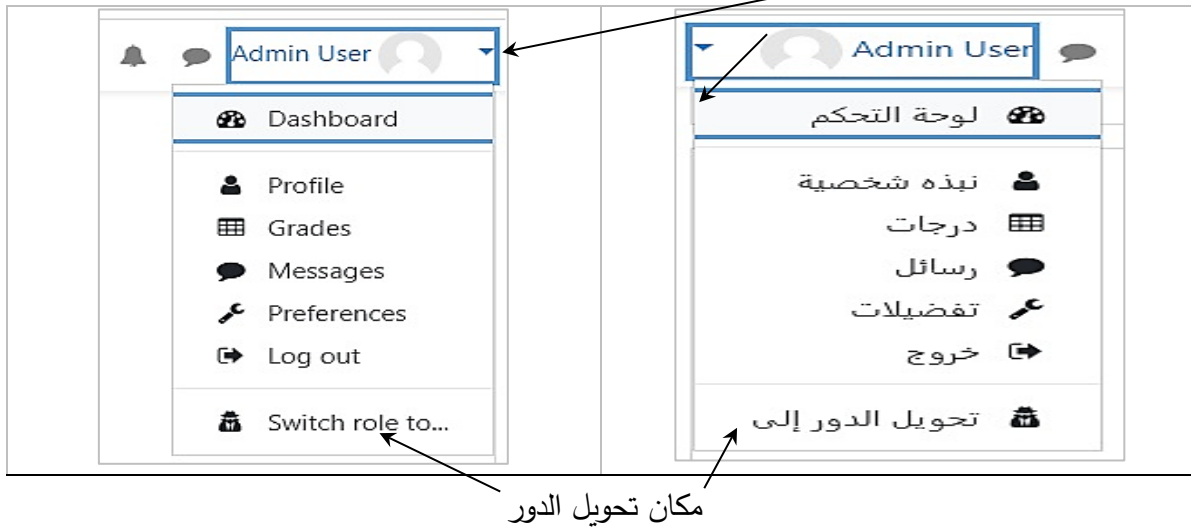 Admin User
Dashboard
Profile
Grades
Messages
Preferences
Log out
Switch role to...
Admin User
لوحة التحكم
نبذه شخصية
درجات
رسائل
تفضيلات
خروج
تحويل الدور إلى
مكان تحويل الدور